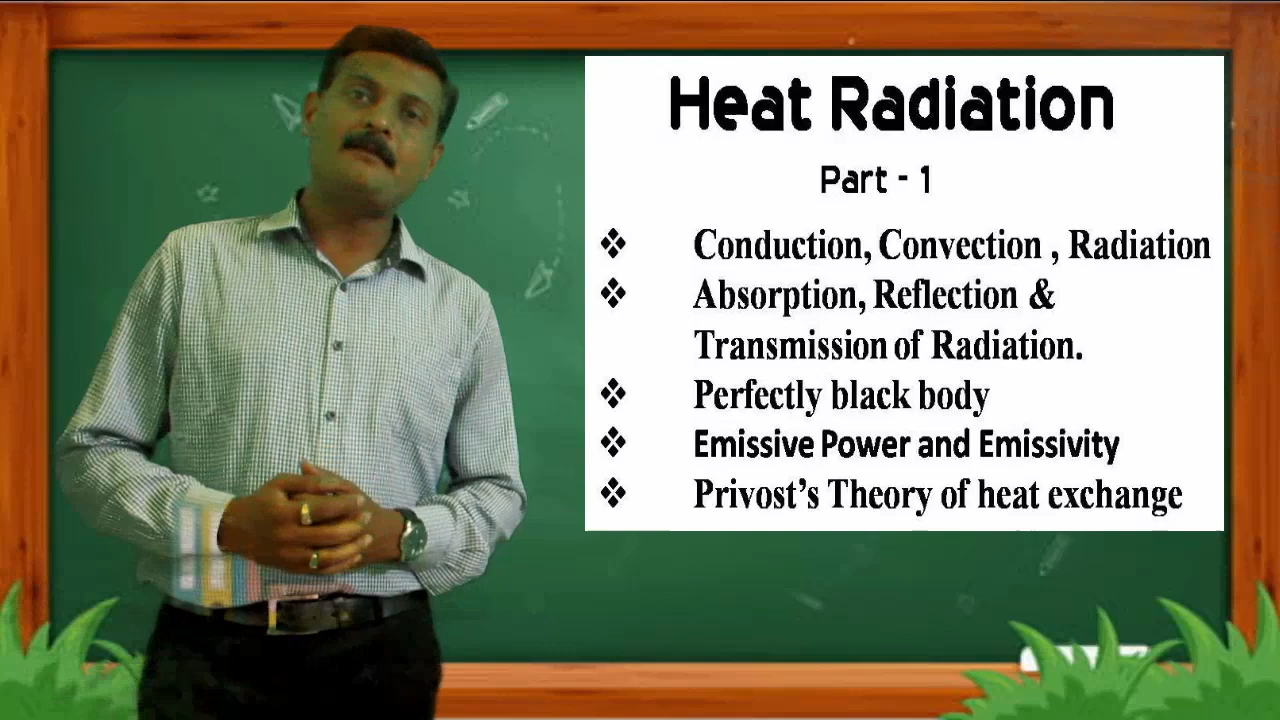 Heat Radiation
Part - 1
❖ Conduction, Convection , Radiation
❖ Absorption, Reflection &
Transmission of Radiation.
❖ Perfectly black body
❖ Emissive Power and Emissivity
❖ Privost's Theory of heat exchange